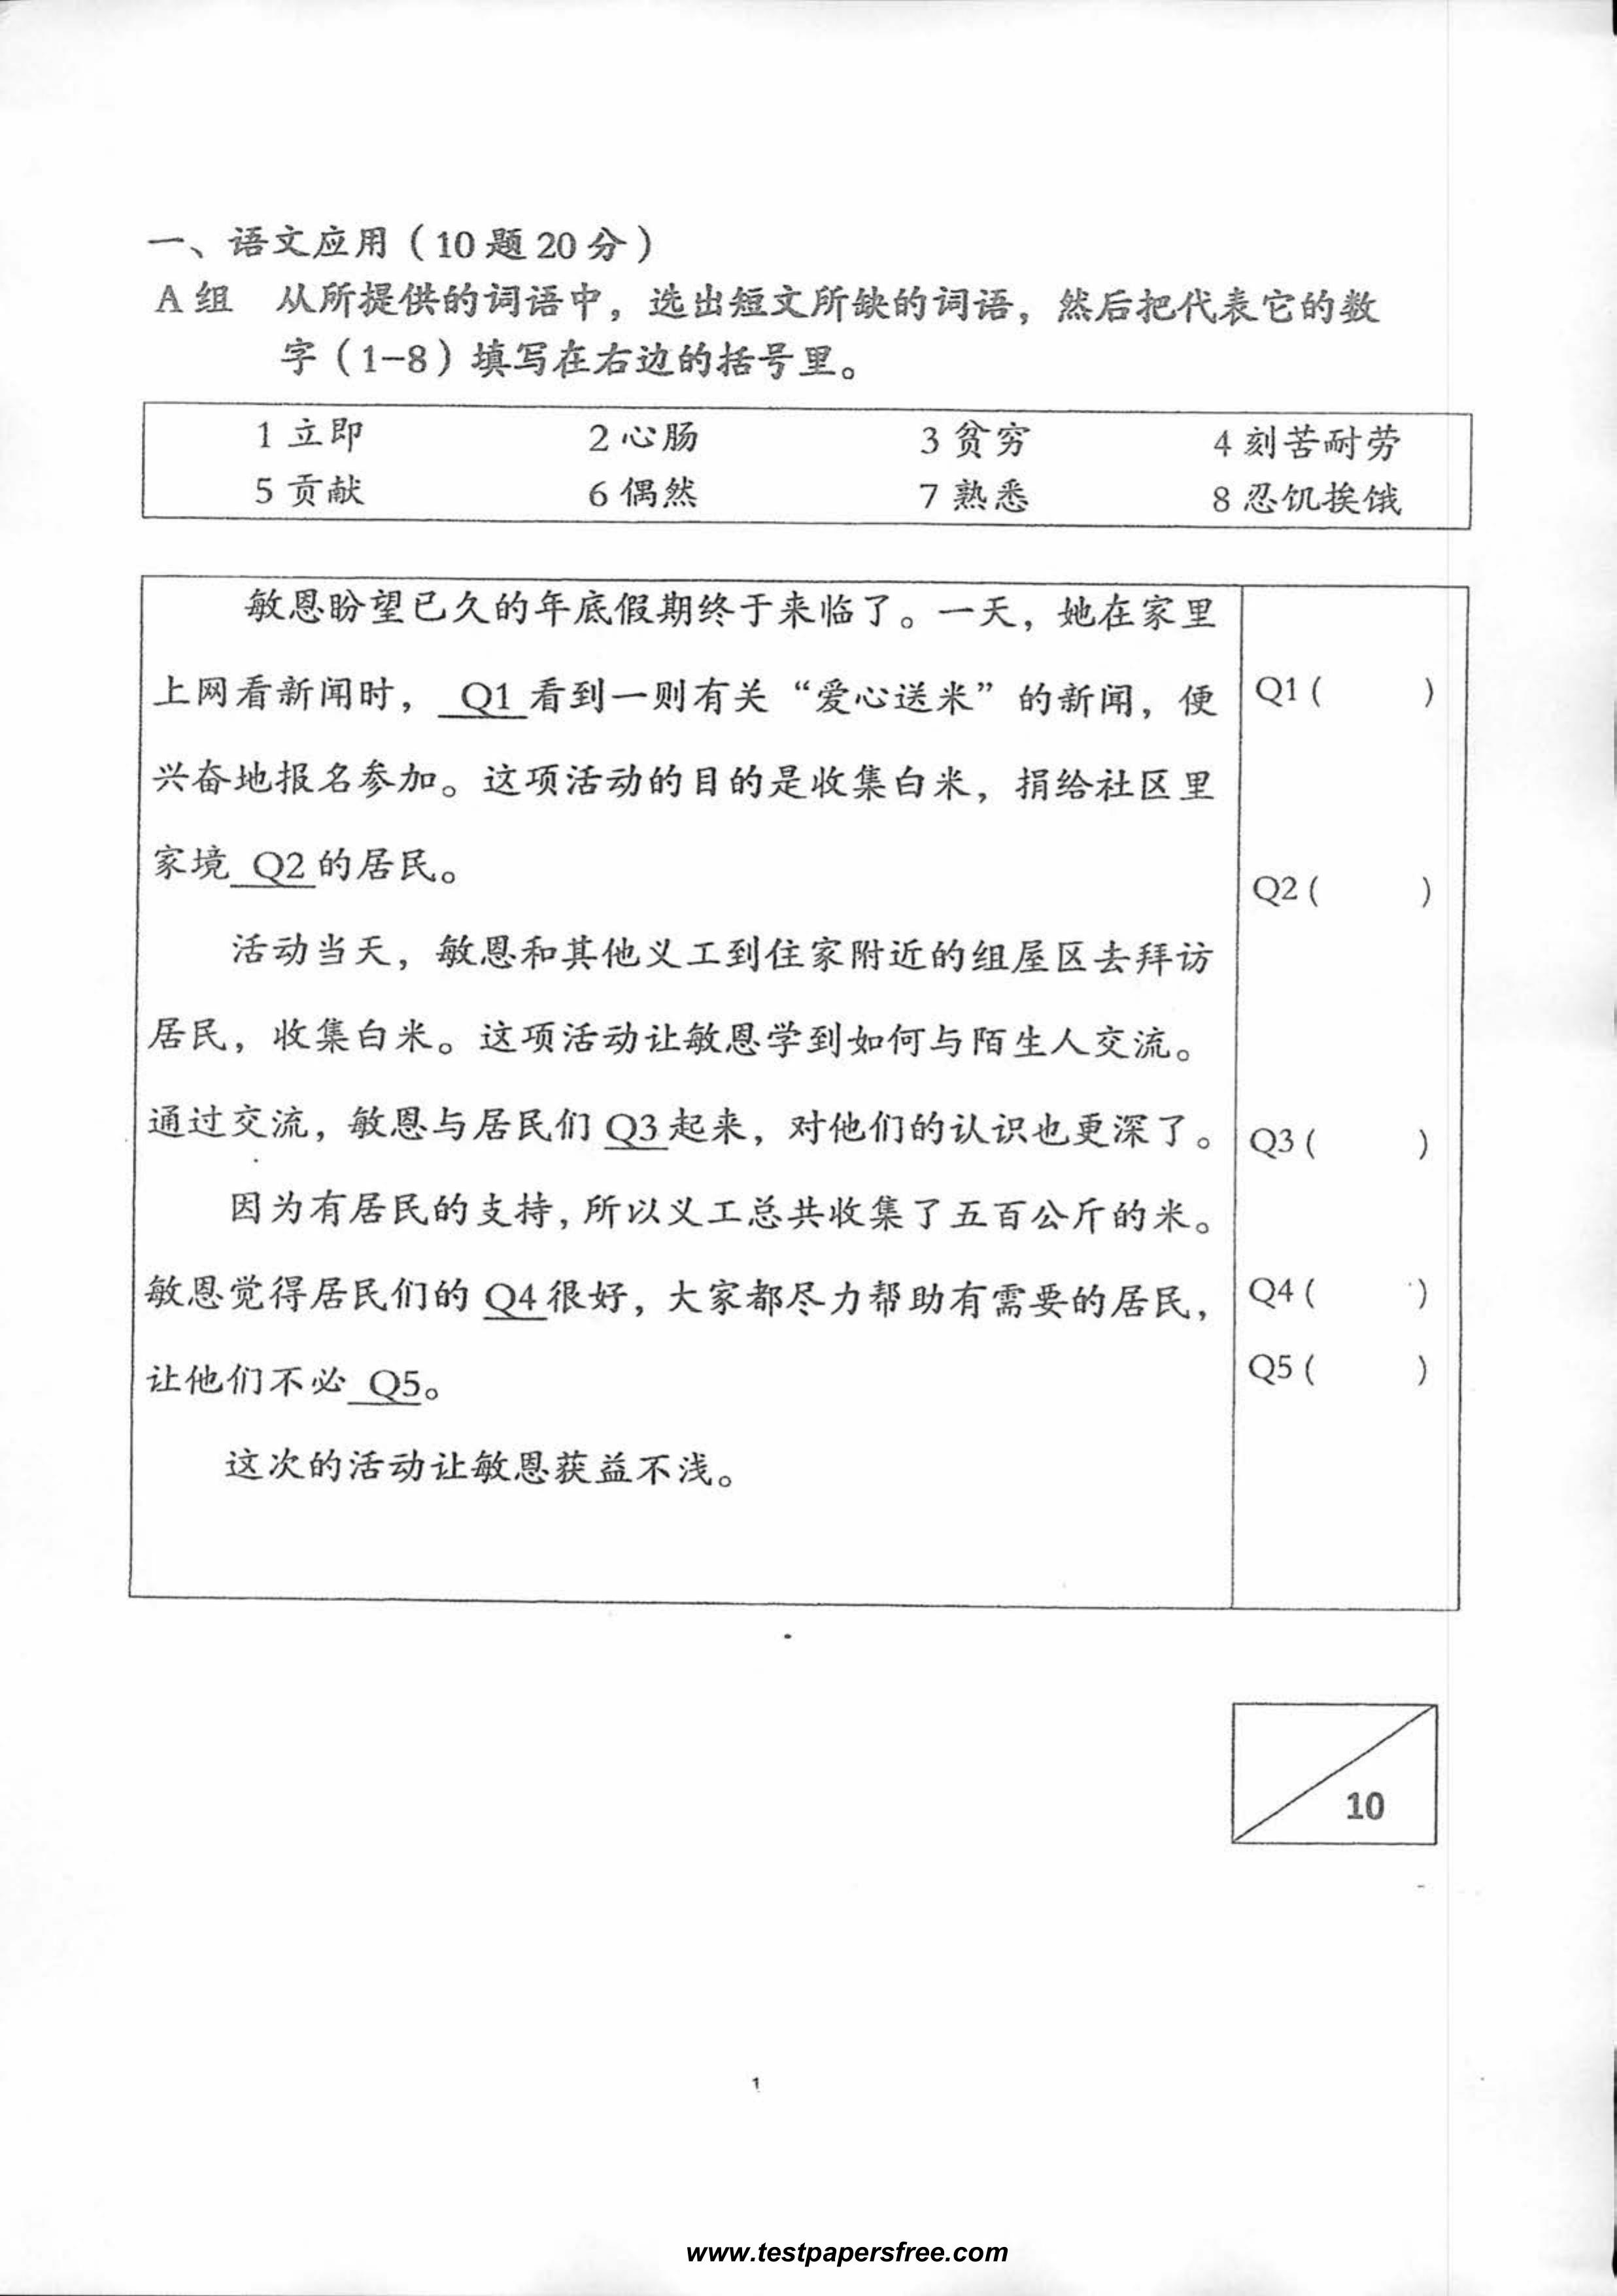 一、语文应用（10 题 20 分）
A 组 从所提供的词语中，选出短文所缺的词语，然后把代表它的数
字（1–8）填写在右边的括号里。
1 立即 2 心肠 3 贫穷 4 刻苦耐劳
5 贡献 6 偶然 7 熟悉 8 忍饥挨饿
敏恩盼望已久的年底假期终于来临了。一天，她在家里
上网看新闻时， Q1 看到一则有关“爱心送米”的新闻，便
Q1 ( )
兴奋地报名参加。这项活动的目的是收集白米，捐给社区里
家境 Q2 的居民。
Q2 ( )
活动当天，敏恩和其他义工到住家附近的组屋区去拜访
居民，收集白米。这项活动让敏恩学到如何与陌生人交流。
通过交流，敏恩与居民们 Q3 起来，对他们的认识也更深了。
Q3 ( )
因为有居民的支持，所以义工总共收集了五百公斤的米。
敏恩觉得居民们的 Q4 很好，大家都尽力帮助有需要的居民，
Q4 ( )
让他们不必 Q5。
Q5 ( )
这次的活动让敏恩获益不浅。
10
1
www.testpapersfree.com